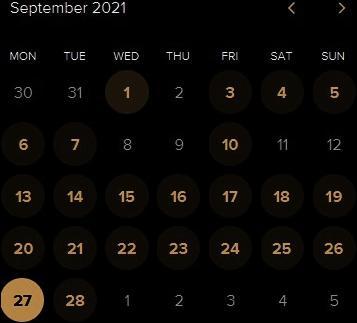 September 2021
MON TUE WED THU FRI SAT SUN
30 31 1 2 3 4 5
6 7 8 9 10 11 12
13 14 15 16 17 18 19
20 21 22 23 24 25 26
27 28 1 2 3 4 5